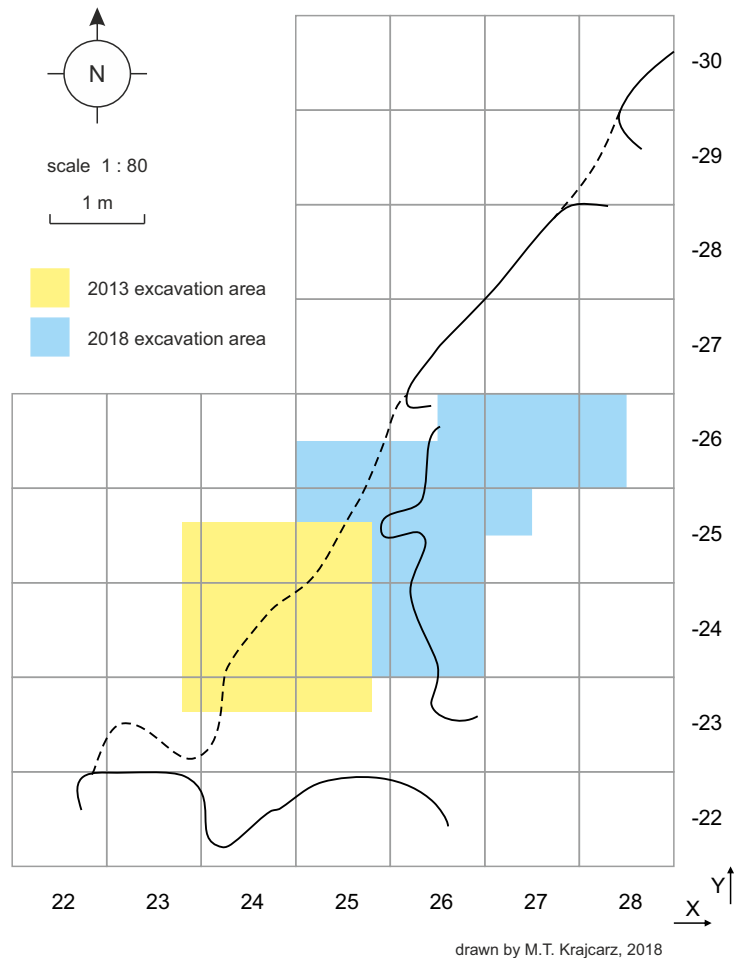 N
scale 1 : 80
1 m
2013 excavation area
2018 excavation area
-30
-29
-28
-27
-26
-25
-24
-23
-22
22 23 24 25 26 27 28
X
Y
drawn by M.T. Krajcarz, 2018